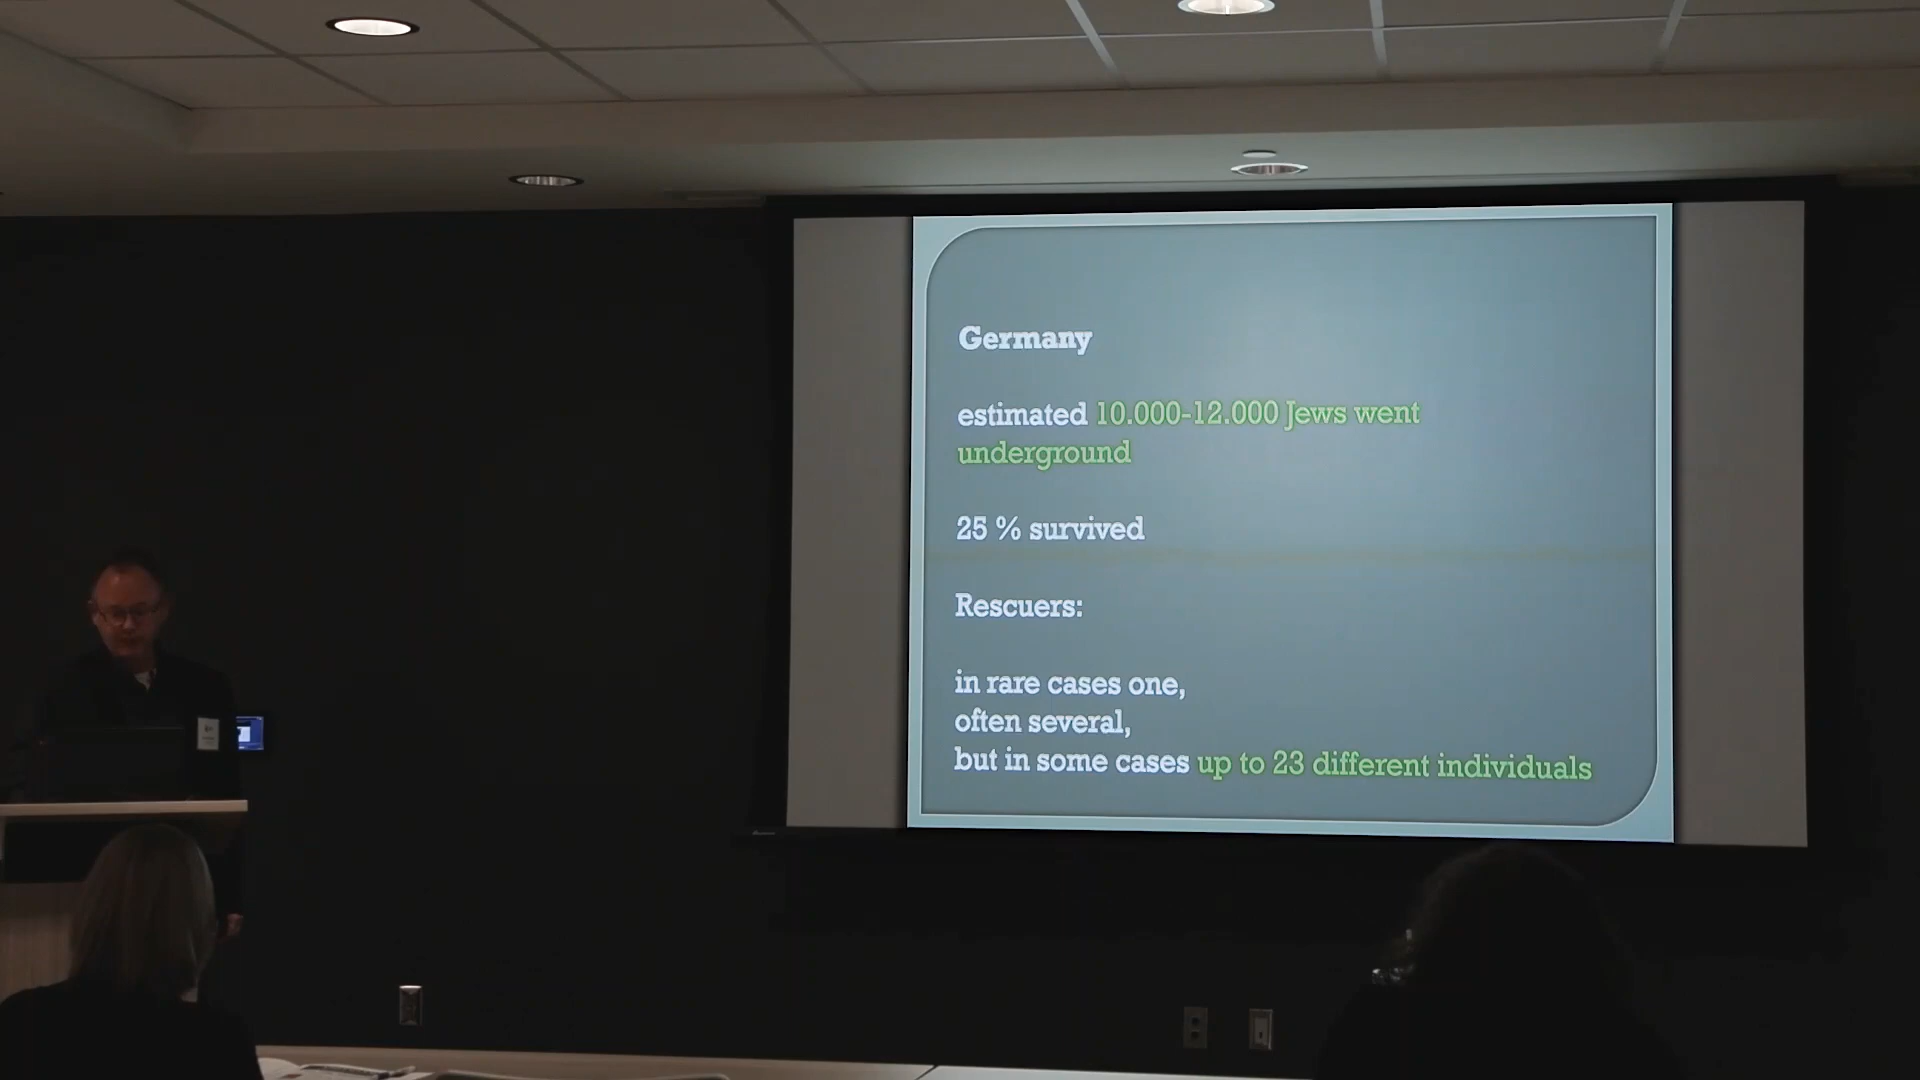 Germany
estimated 10.000-12.000 Jews went
underground
25 % survived
Rescuers:
in rare cases one,
often several,
but in some cases up to 23 different individuals